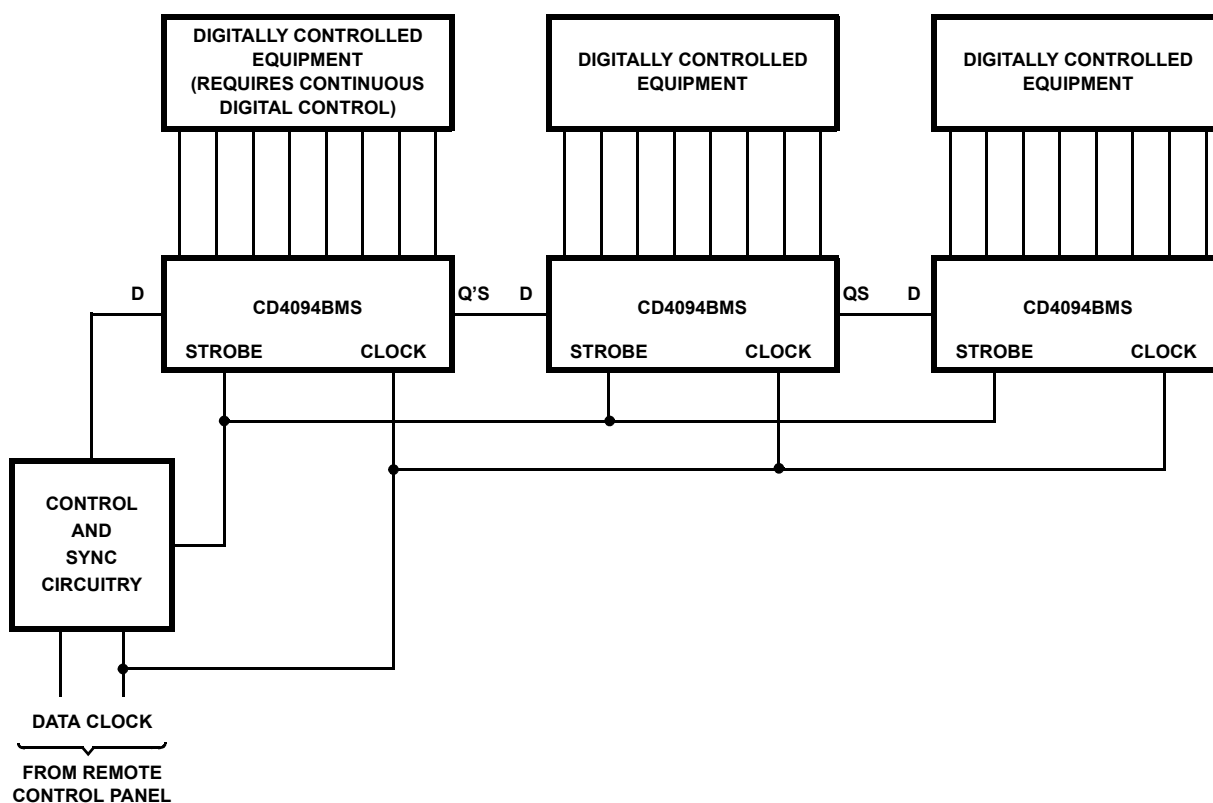 DIGITALLY CONTROLLED
EQUIPMENT
(REQUIRES CONTINUOUS
DIGITAL CONTROL)
DIGITALLY CONTROLLED
EQUIPMENT
DIGITALLY CONTROLLED
EQUIPMENT
D
CD4094BMS
STROBE
CLOCK
Q'S
D
CD4094BMS
STROBE
CLOCK
QS
D
CD4094BMS
STROBE
CLOCK
CONTROL
AND
SYNC
CIRCUITRY
DATA CLOCK
FROM REMOTE
CONTROL PANEL